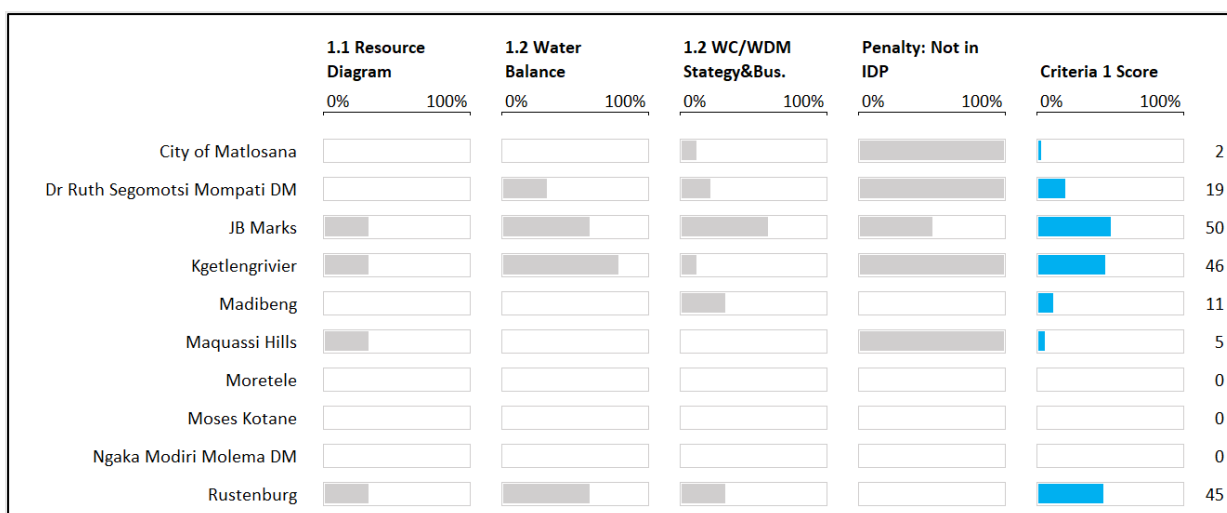 1.1 Resource Diagram
1.2 Water Balance
1.2 WC/WDM Stategy&Bus.
Penalty: Not in IDP
Criteria 1 Score
0% 100% 0% 100% 0% 100% 0% 100% 0% 100%
City of Matlosana 2
Dr Ruth Segomotsi Mompati DM 19
JB Marks 50
Kgetlengrivier 46
Madibeng 11
Maquassi Hills 5
Moretele 0
Moses Kotane 0
Ngaka Modiri Molema DM 0
Rustenburg 45